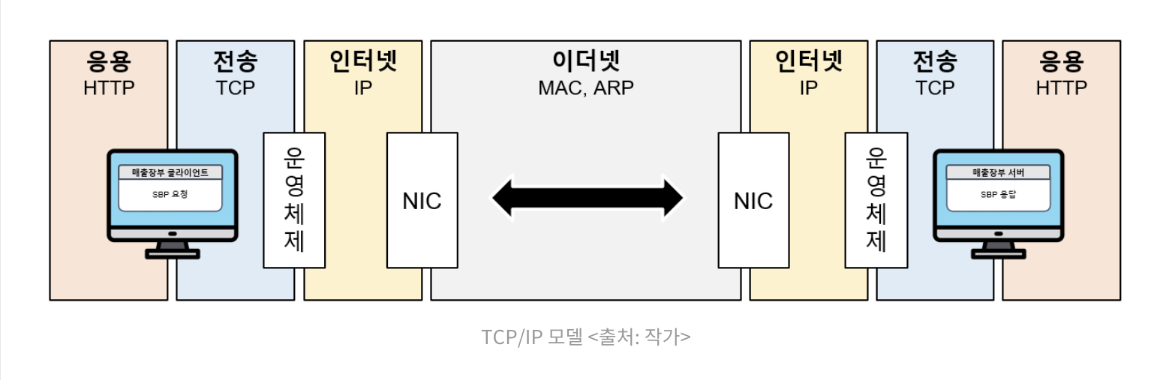 응용
HTTP
전송
TCP
인터넷
IP
이더넷
MAC, ARP
인터넷
IP
전송
TCP
응용
HTTP
매출장부 클라이언트
SBP 요청
운
영
체
제
NIC
NIC
운
영
체
제
매출장부 서버
SBP 응답
TCP/IP 모델 <출처: 작가>